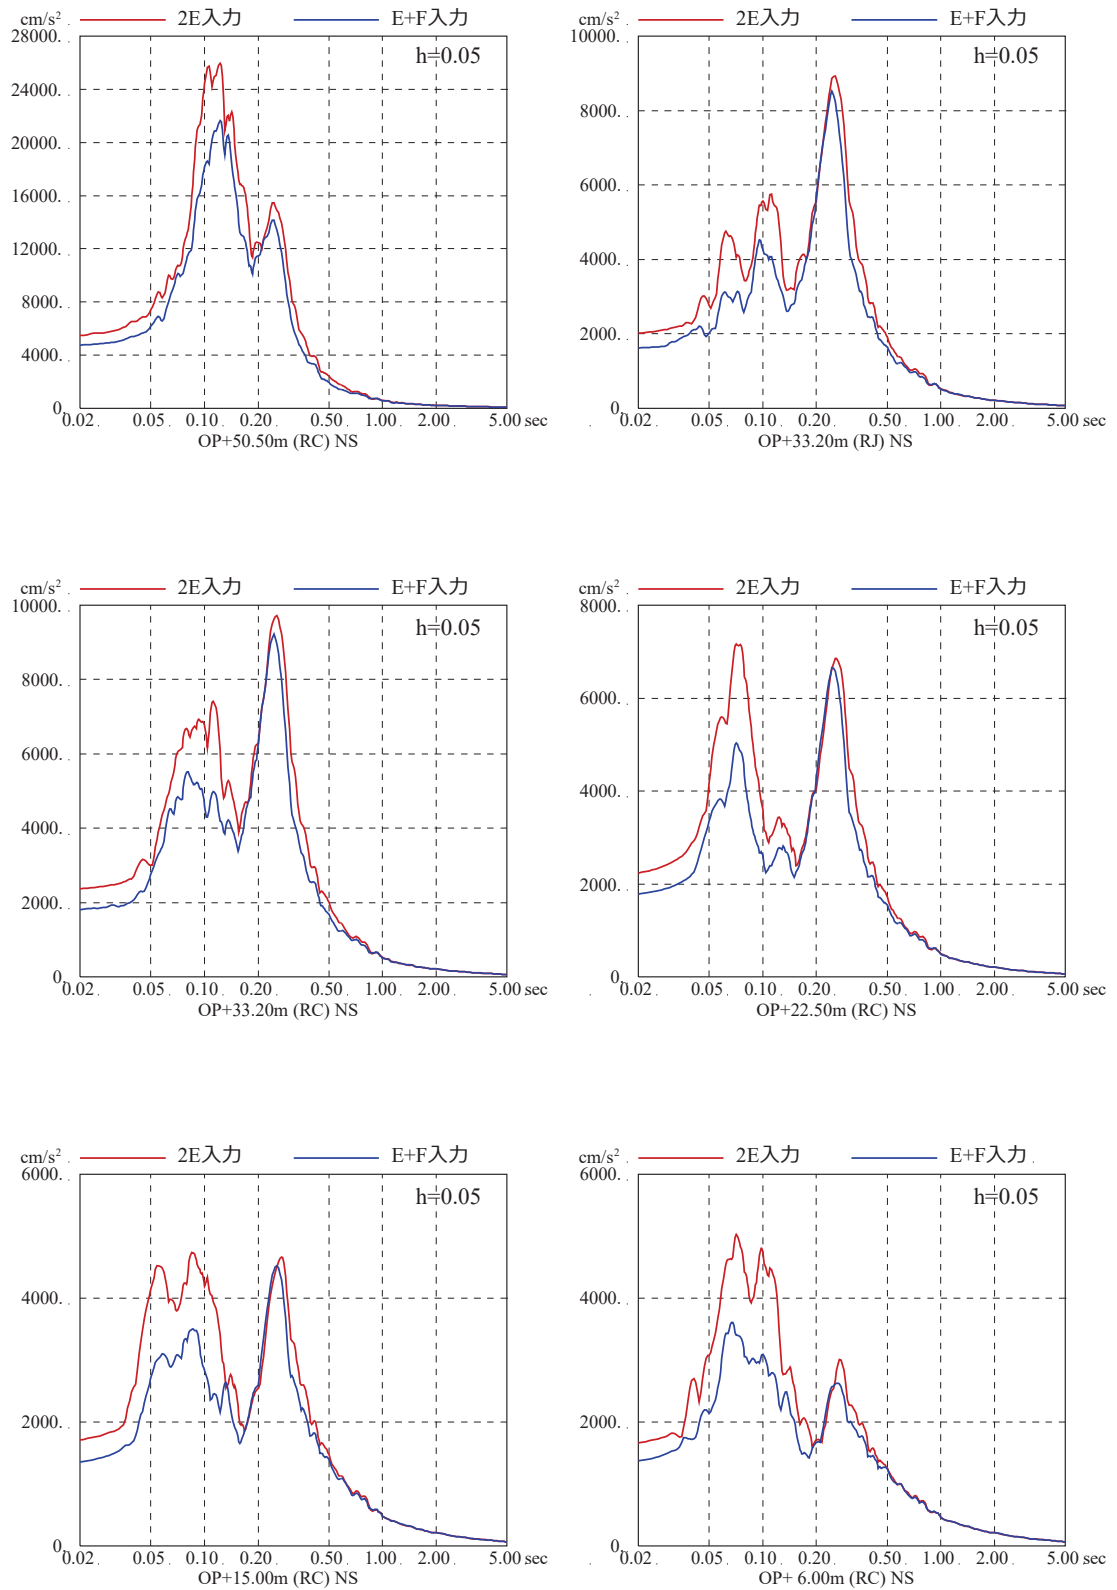 cm/s² 2E入力 E+F入力
28000.
h=0.05
24000.
20000.
16000.
12000.
8000.
4000.
0.
0.02 0.05 0.10 0.20 0.50 1.00 2.00 5.00 sec
OP+50.50m (RC) NS
cm/s² 2E入力 E+F入力
10000.
h=0.05
8000.
6000.
4000.
2000.
0.
0.02 0.05 0.10 0.20 0.50 1.00 2.00 5.00 sec
OP+33.20m (RJ) NS
cm/s² 2E入力 E+F入力
10000.
h=0.05
8000.
6000.
4000.
2000.
0.
0.02 0.05 0.10 0.20 0.50 1.00 2.00 5.00 sec
OP+33.20m (RC) NS
cm/s² 2E入力 E+F入力
8000.
h=0.05
6000.
4000.
2000.
0.
0.02 0.05 0.10 0.20 0.50 1.00 2.00 5.00 sec
OP+22.50m (RC) NS
cm/s² 2E入力 E+F入力
6000.
h=0.05
4000.
2000.
0.
0.02 0.05 0.10 0.20 0.50 1.00 2.00 5.00 sec
OP+15.00m (RC) NS
cm/s² 2E入力 E+F入力
6000.
h=0.05
4000.
2000.
0.
0.02 0.05 0.10 0.20 0.50 1.00 2.00 5.00 sec
OP+ 6.00m (RC) NS